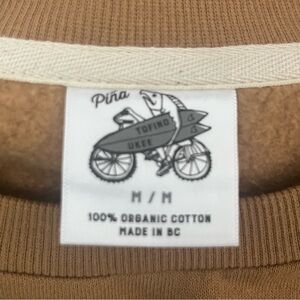 Piña
TOFINO
UKEE
M / M
100% ORGANIC COTTON
MADE IN BC